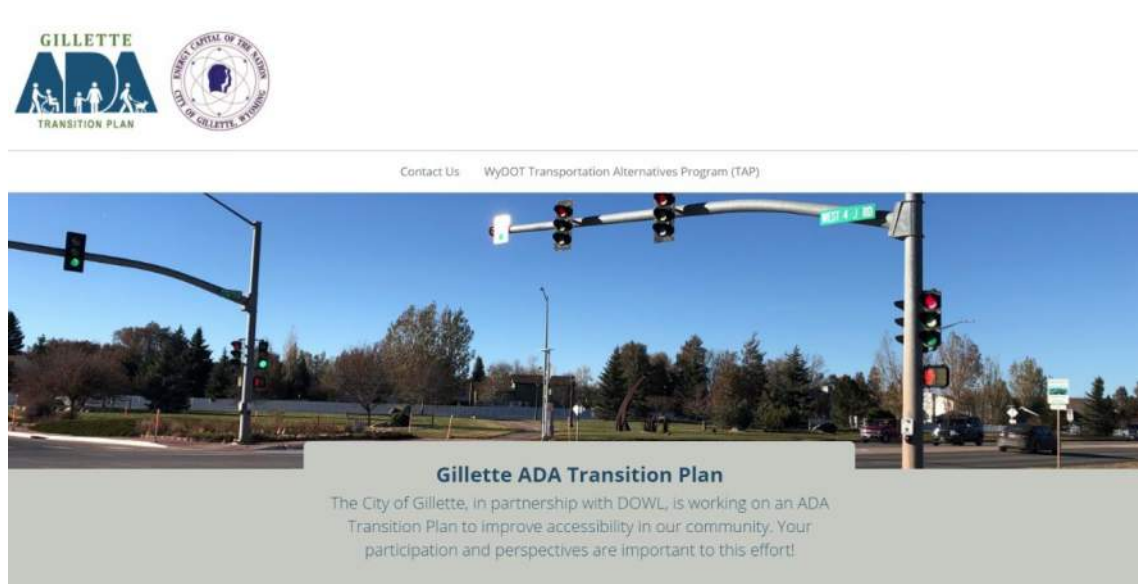 GILLETTE
ADA
TRANSITION PLAN
ENERGY CAPITAL OF THE NATION
CITY OF GILLETTE, WYOMING
Contact Us WyDOT Transportation Alternatives Program (TAP)
WEST 4-J RD
Gillette ADA Transition Plan
The City of Gillette, in partnership with DOWL, is working on an ADA
Transition Plan to improve accessibility in our community. Your
participation and perspectives are important to this effort!